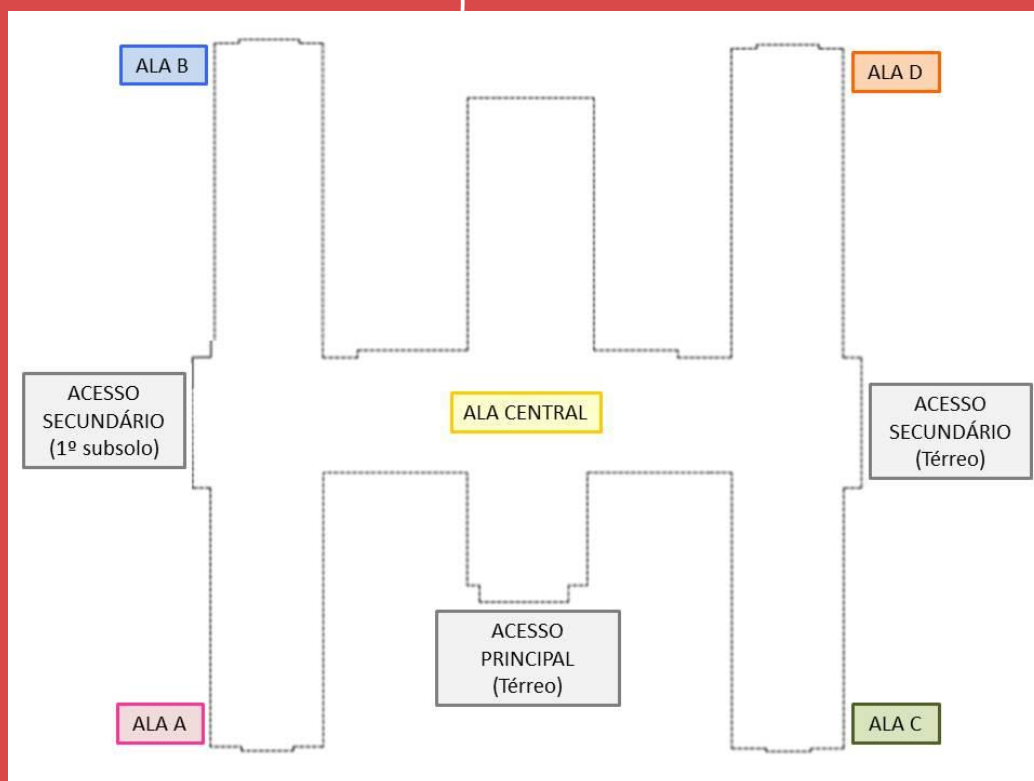 ALA B
ALA D
ACESSO
SECUNDÁRIO
(1º subsolo)
ALA CENTRAL
ACESSO
SECUNDÁRIO
(Térreo)
ACESSO
PRINCIPAL
(Térreo)
ALA A
ALA C